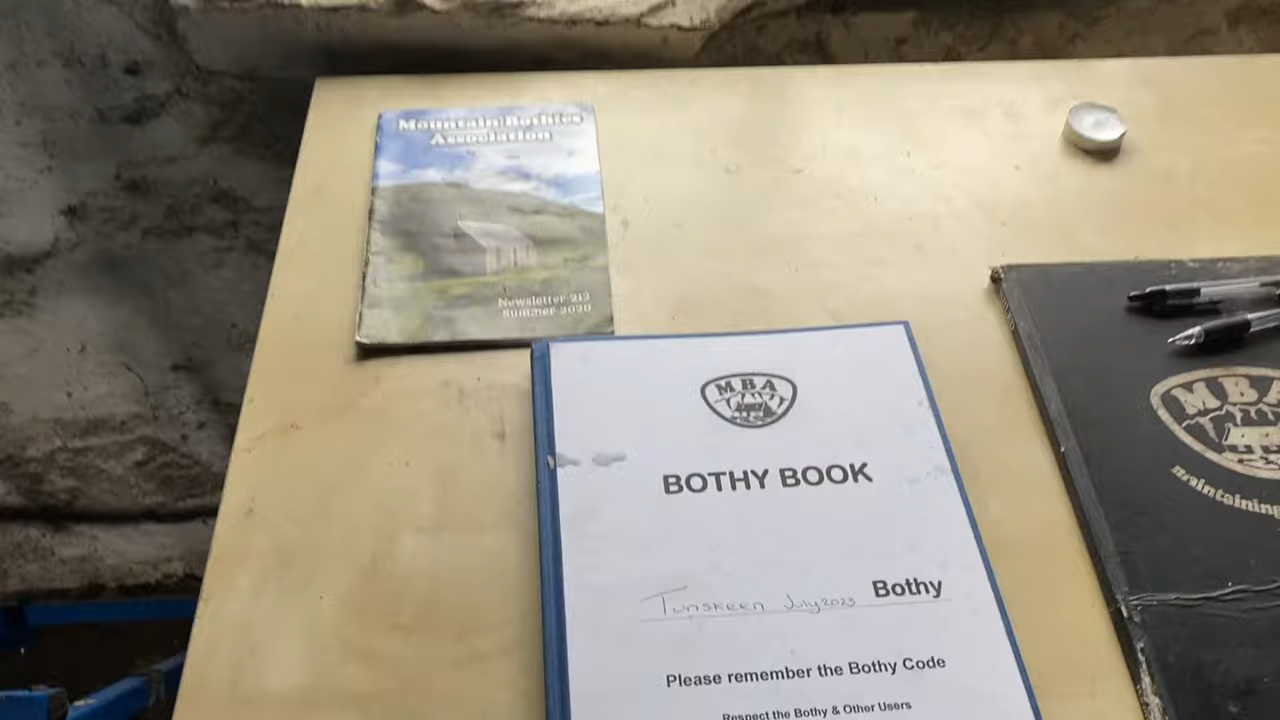 Mountain Bothies
Association
Newsletter 212
Summer 2020
MBA
BOTHY BOOK
Tunskeen July 2023 Bothy
Please remember the Bothy Code
Respect the Bothy & Other Users
MBA
maintaining